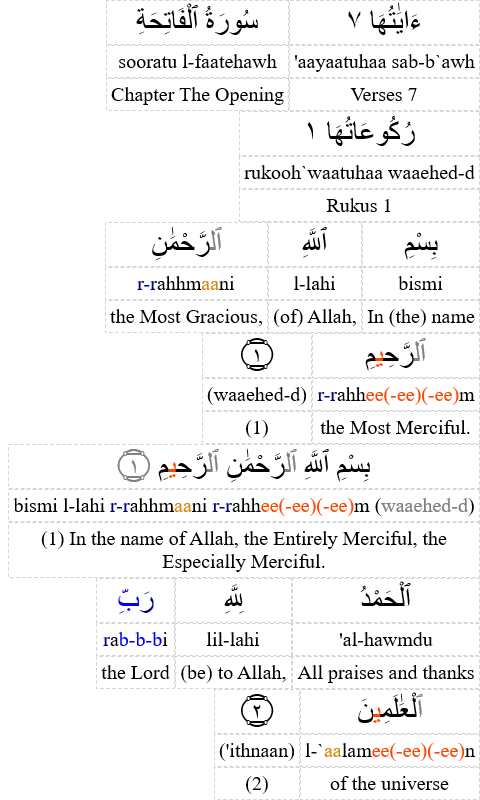 ءَايَٰتُهَا ٧ سُورَةُ ٱلْفَاتِحَةِ
'aayaatuhaa sab-b`awh sooratu l-faatehawh
Verses 7 Chapter The Opening
رُكُوعَاتُهَا ١
rukooh`waatuhaa waaehed-d
Rukus 1
بِسْمِ ٱللَّهِ ٱلرَّحْمَٰنِ
bismi l-lahi r-rahhmaani
In (the) name (of) Allah, the Most Gracious,
ٱلرَّحِيمِ ١
r-rahhee(-ee)(-ee)m (waaehed-d)
the Most Merciful. (1)
بِسْمِ ٱللَّهِ ٱلرَّحْمَٰنِ ٱلرَّحِيمِ ١
bismi l-lahi r-rahhmaani r-rahhee(-ee)(-ee)m (waaehed-d)
(1) In the name of Allah, the Entirely Merciful, the
Especially Merciful.
ٱلْحَمْدُ لِلَّهِ رَبِّ
'al-hawmdu lil-lahi rab-b-bi
All praises and thanks (be) to Allah, the Lord
ٱلْعَٰلَمِينَ ٢
l-`aalamee(-ee)(-ee)n ('ithnaan)
of the universe (2)